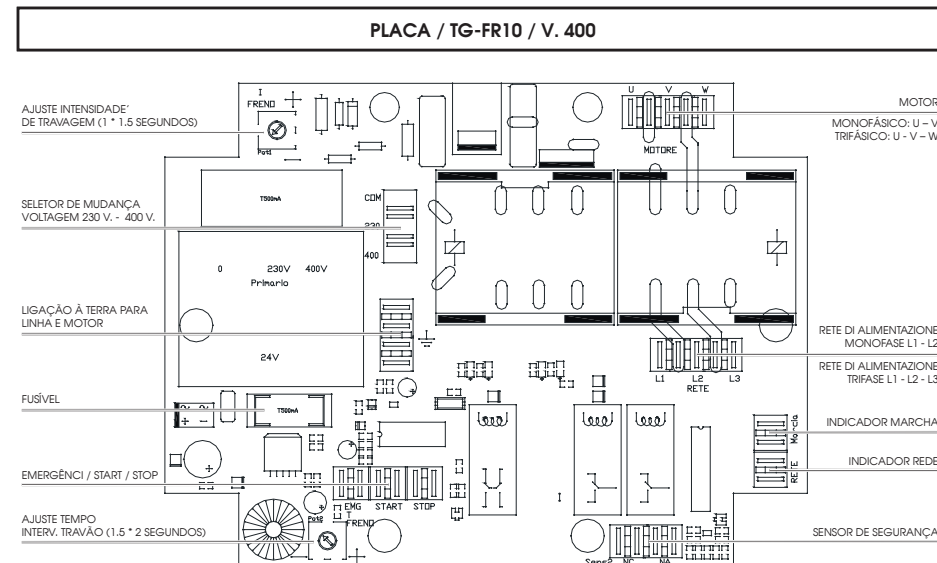 PLACA / TG-FR10 / V. 400
AJUSTE INTENSIDADE´
DE TRAVAGEM (1 * 1.5 SEGUNDOS)
SELETOR DE MUDANÇA
VOLTAGEM 230 V. - 400 V.
LIGAÇÃO À TERRA PARA
LINHA E MOTOR
FUSÍVEL
EMERGÊNCI / START / STOP
AJUSTE TEMPO
INTERV. TRAVÃO (1.5 * 2 SEGUNDOS)
I
FRENO
Pot1
T500mA
COM
230
400
0 230V 400V
Primario
24V
T500mA
+ -
EMG START STOP
Pot2
T
FRENO
U V W
MOTORE
L1 L2 L3
RETE
Marcia
RETE
Sens2 NC NA
MOTOR
MONOFÁSICO: U – V
TRIFÁSICO: U - V – W
RETE DI ALIMENTAZIONE
MONOFASE L1 - L2
RETE DI ALIMENTAZIONE
TRIFASE L1 - L2 - L3
INDICADOR MARCHA
INDICADOR REDE
SENSOR DE SEGURANÇA